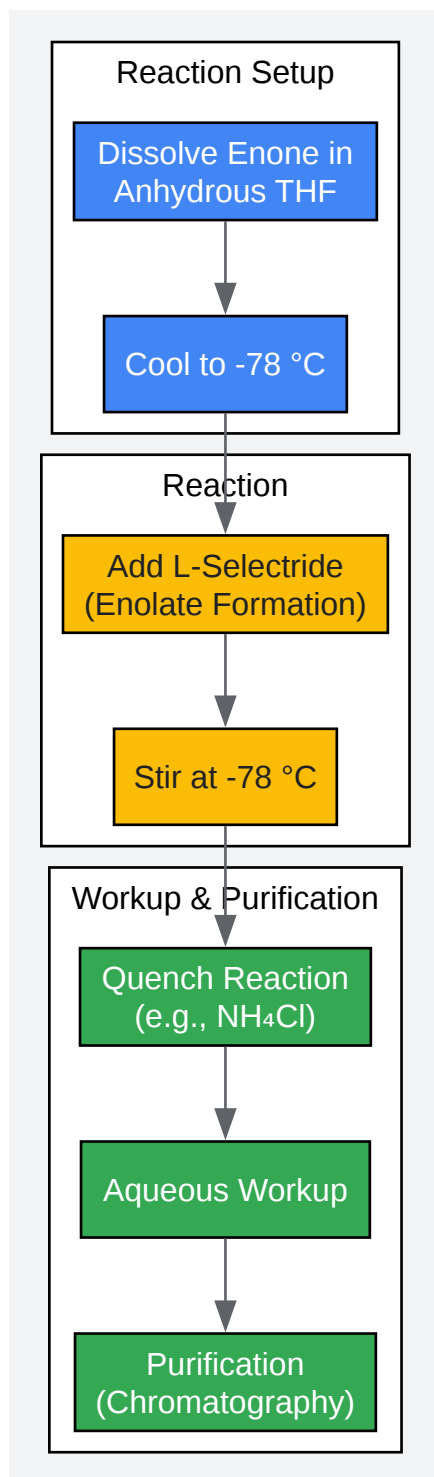 Reaction Setup
Dissolve Enone in
Anhydrous THF
Cool to -78 °C
Reaction
Add L-Selectride
(Enolate Formation)
Stir at -78 °C
Workup & Purification
Quench Reaction
(e.g., NH₄Cl)
Aqueous Workup
Purification
(Chromatography)